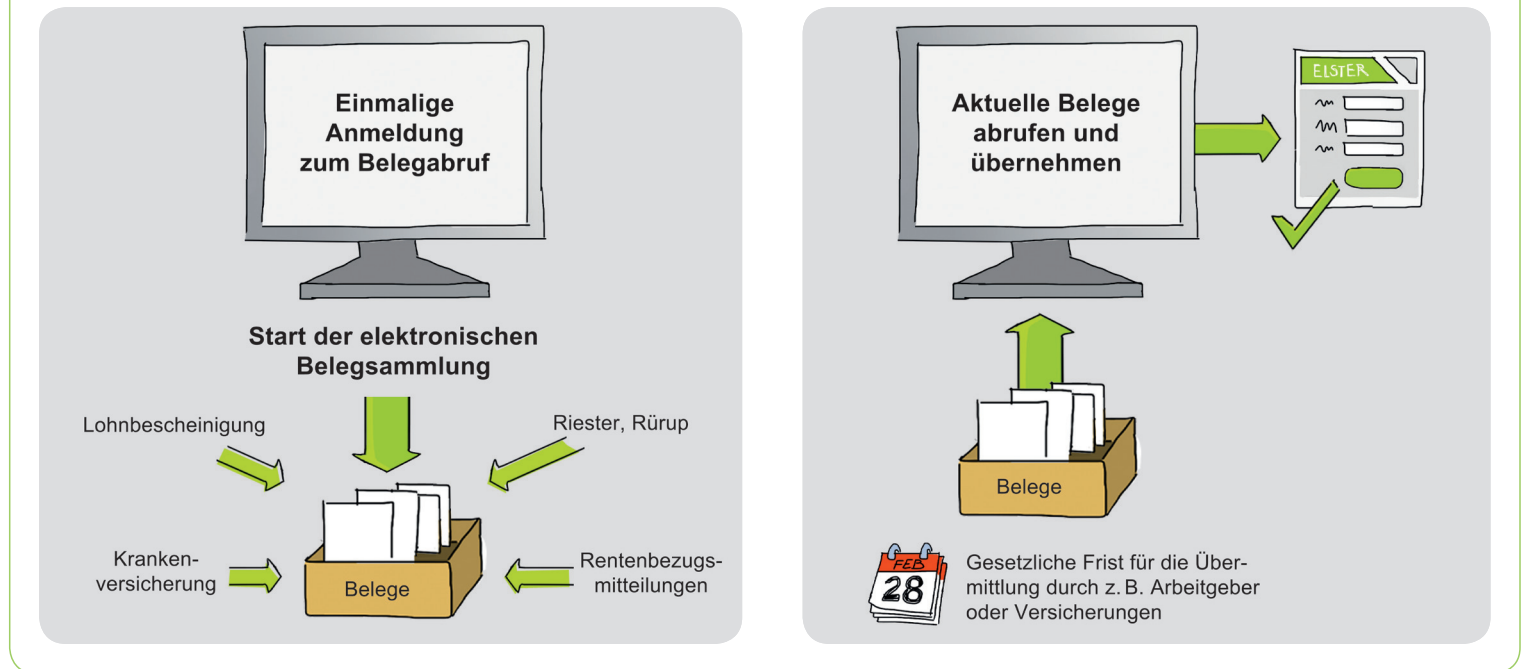 Einmalige
Anmeldung
zum Belegabruf
Start der elektronischen
Belegsammlung
Lohnbescheinigung
Riester, Rürup
Kranken-
versicherung
Rentenbezugs-
mitteilungen
Belege
Aktuelle Belege
abrufen und
übernehmen
ELSTER
Belege
FEB
28
Gesetzliche Frist für die Über-
mittlung durch z. B. Arbeitgeber
oder Versicherungen